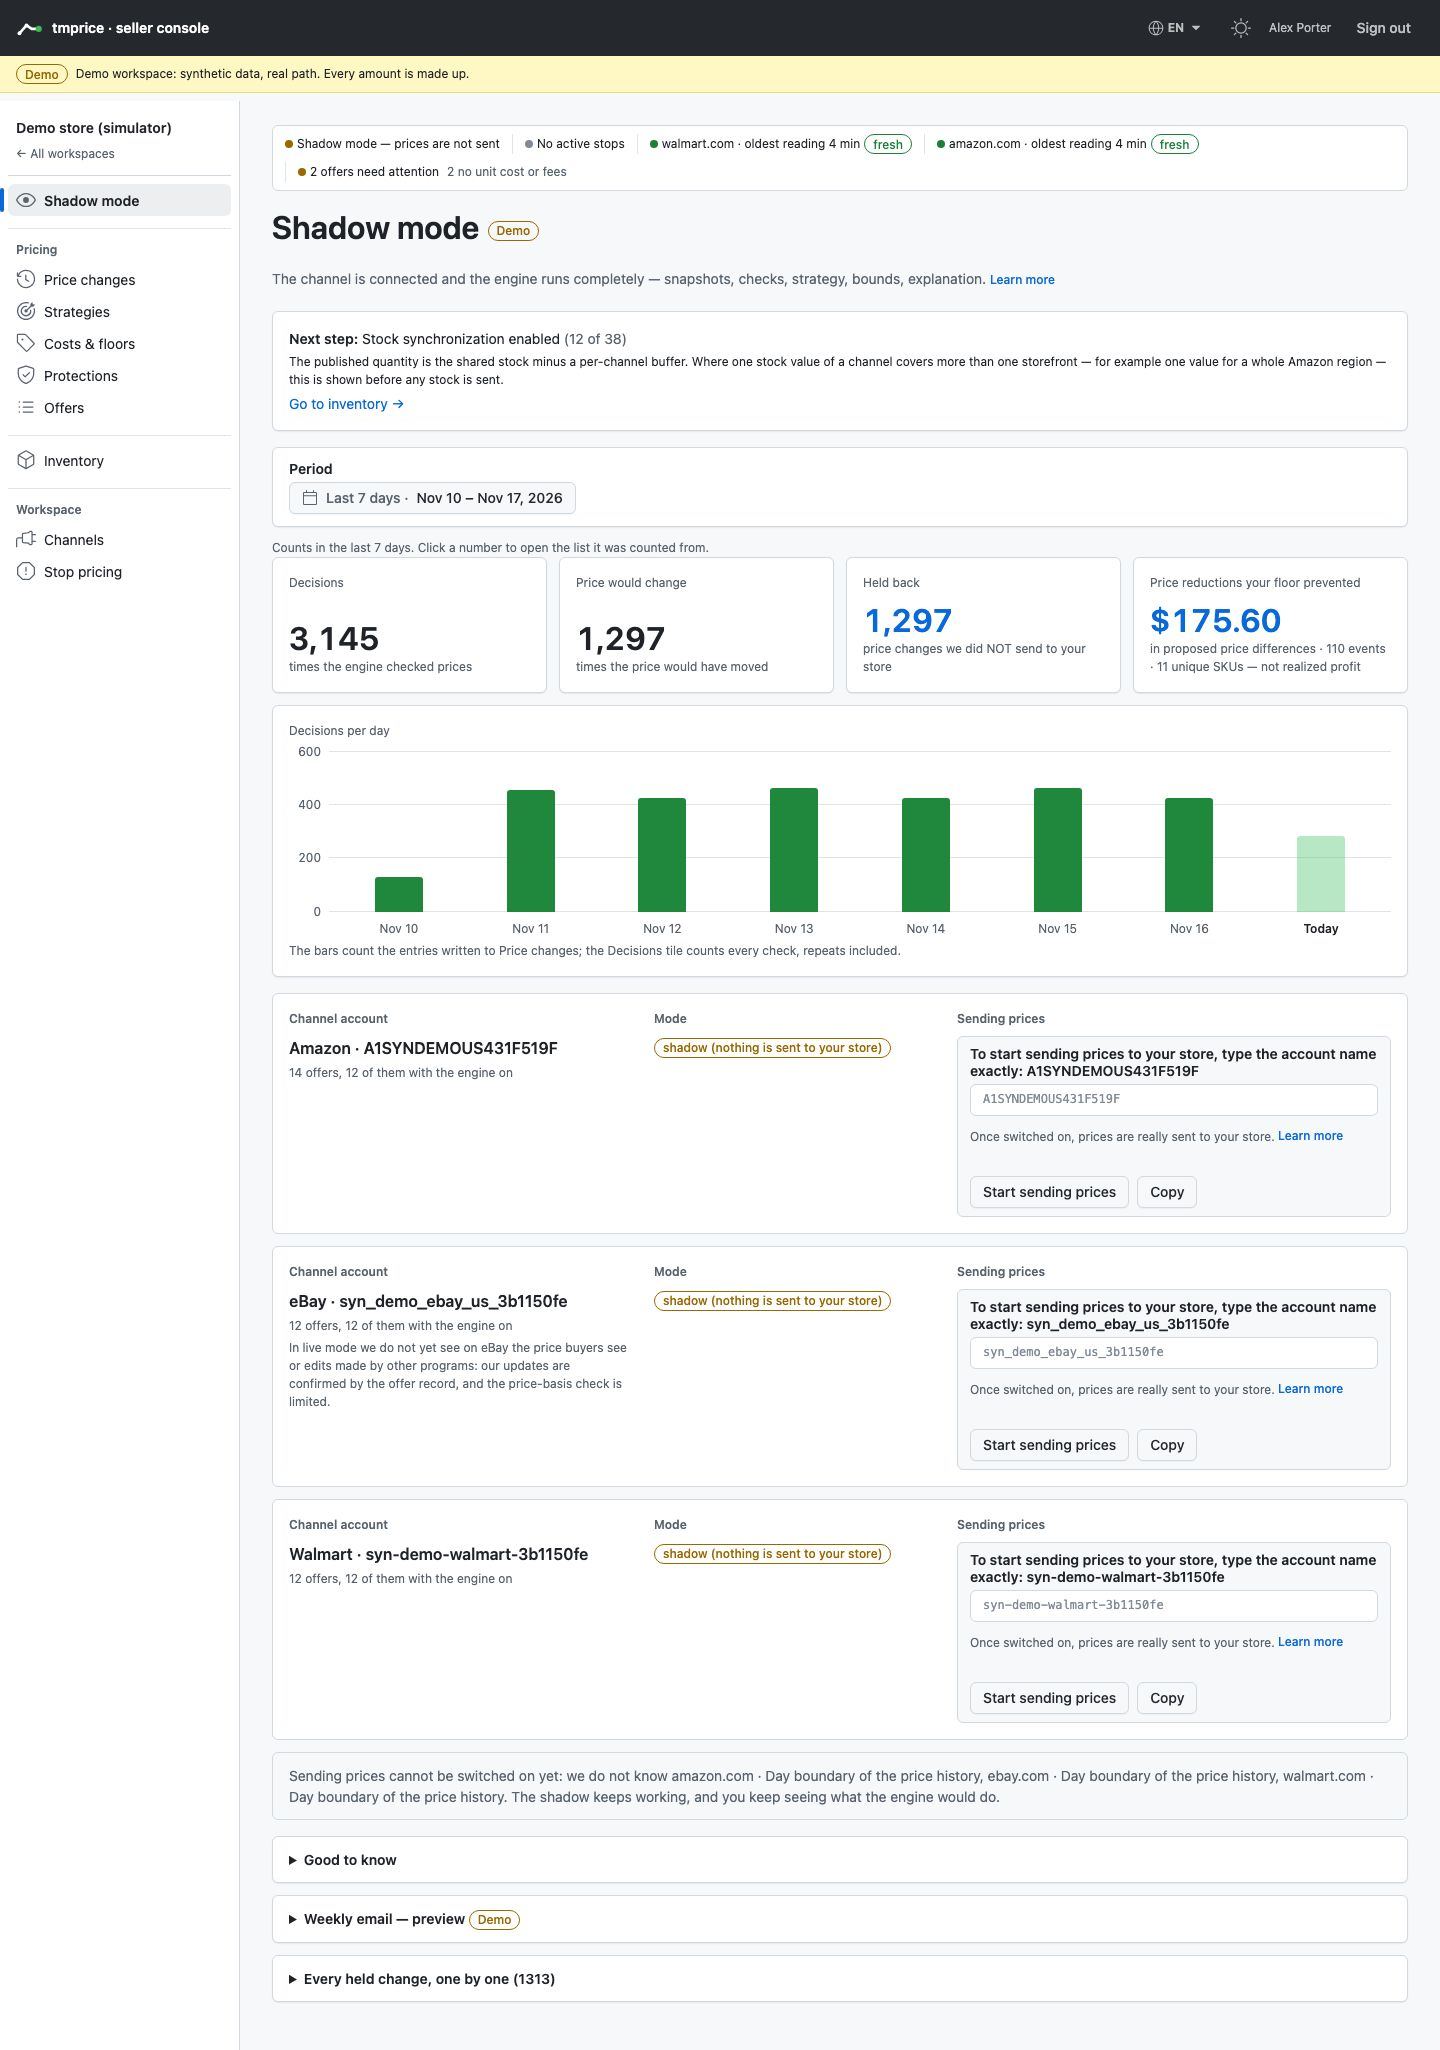 tmprice · seller console
EN
Alex Porter
Sign out
Demo
Demo workspace: synthetic data, real path. Every amount is made up.
Demo store (simulator)
← All workspaces
Shadow mode
Pricing
Price changes
Strategies
Costs & floors
Protections
Offers
Inventory
Workspace
Channels
Stop pricing
Shadow mode — prices are not sent
No active stops
walmart.com · oldest reading 4 min fresh
amazon.com · oldest reading 4 min fresh
2 offers need attention 2 no unit cost or fees
Shadow mode Demo
The channel is connected and the engine runs completely — snapshots, checks, strategy, bounds, explanation. Learn more
Next step: Stock synchronization enabled (12 of 38)
The published quantity is the shared stock minus a per-channel buffer. Where one stock value of a channel covers more than one storefront — for example one value for a whole Amazon region —
this is shown before any stock is sent.
Go to inventory →
Period
Last 7 days · Nov 10 – Nov 17, 2026
Counts in the last 7 days. Click a number to open the list it was counted from.
Decisions
3,145
times the engine checked prices
Price would change
1,297
times the price would have moved
Held back
1,297
price changes we did NOT send to your
store
Price reductions your floor prevented
$175.60
in proposed price differences · 110 events
· 11 unique SKUs — not realized profit
Decisions per day
600
400
200
0
Nov 10
Nov 11
Nov 12
Nov 13
Nov 14
Nov 15
Nov 16
Today
The bars count the entries written to Price changes; the Decisions tile counts every check, repeats included.
Channel account
Amazon · A1SYNDEMOUS431F519F
14 offers, 12 of them with the engine on
Mode
shadow (nothing is sent to your store)
Sending prices
To start sending prices to your store, type the account name
exactly: A1SYNDEMOUS431F519F
A1SYNDEMOUS431F519F
Once switched on, prices are really sent to your store. Learn more
Start sending prices
Copy
Channel account
eBay · syn_demo_ebay_us_3b1150fe
12 offers, 12 of them with the engine on
In live mode we do not yet see on eBay the price buyers see
or edits made by other programs: our updates are
confirmed by the offer record, and the price-basis check is
limited.
Mode
shadow (nothing is sent to your store)
Sending prices
To start sending prices to your store, type the account name
exactly: syn_demo_ebay_us_3b1150fe
syn_demo_ebay_us_3b1150fe
Once switched on, prices are really sent to your store. Learn more
Start sending prices
Copy
Channel account
Walmart · syn-demo-walmart-3b1150fe
12 offers, 12 of them with the engine on
Mode
shadow (nothing is sent to your store)
Sending prices
To start sending prices to your store, type the account name
exactly: syn-demo-walmart-3b1150fe
syn-demo-walmart-3b1150fe
Once switched on, prices are really sent to your store. Learn more
Start sending prices
Copy
Sending prices cannot be switched on yet: we do not know amazon.com · Day boundary of the price history, ebay.com · Day boundary of the price history, walmart.com ·
Day boundary of the price history. The shadow keeps working, and you keep seeing what the engine would do.
Good to know
Weekly email — preview Demo
Every held change, one by one (1313)